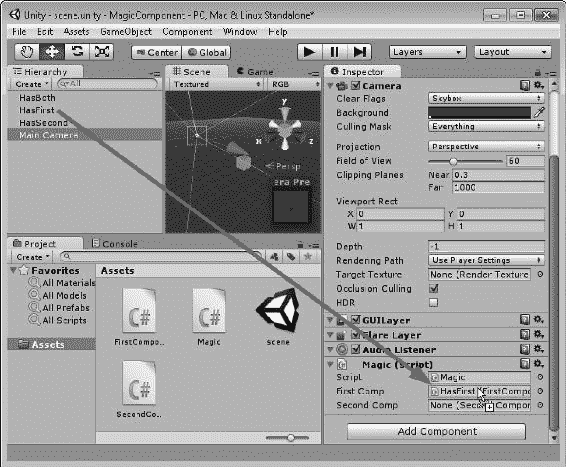 Unity - scene.unity - MagicComponent - PC, Mac & Linux Standalone*
File Edit Assets GameObject Component Window Help
Center Global Layers Layout
Hierarchy
Create All
HasBoth
HasFirst
HasSecond
Main Camera
Scene Game
Textured RGB
y
z
Persp
era Pre
Project Console
Create
Favorites
All Materials
All Models
All Prefabs
All Scripts
Assets
Assets
C# C#
FirstCompo... Magic scene
C#
SecondCo...
Inspector
Camera
Clear Flags Skybox
Background
Culling Mask Everything
Projection Perspective
Field of View 60
Clipping Planes Near 0.3
Far 1000
Viewport Rect
X 0 Y 0
W 1 H 1
Depth -1
Rendering Path Use Player Settings
Target Texture None (Render Texture
Occlusion Culling
HDR
GUILayer
Flare Layer
Audio Listener
Magic (Script)
Script Magic
First Comp HasFirst (FirstCompo
Second Comp None (Second Compor
Add Component